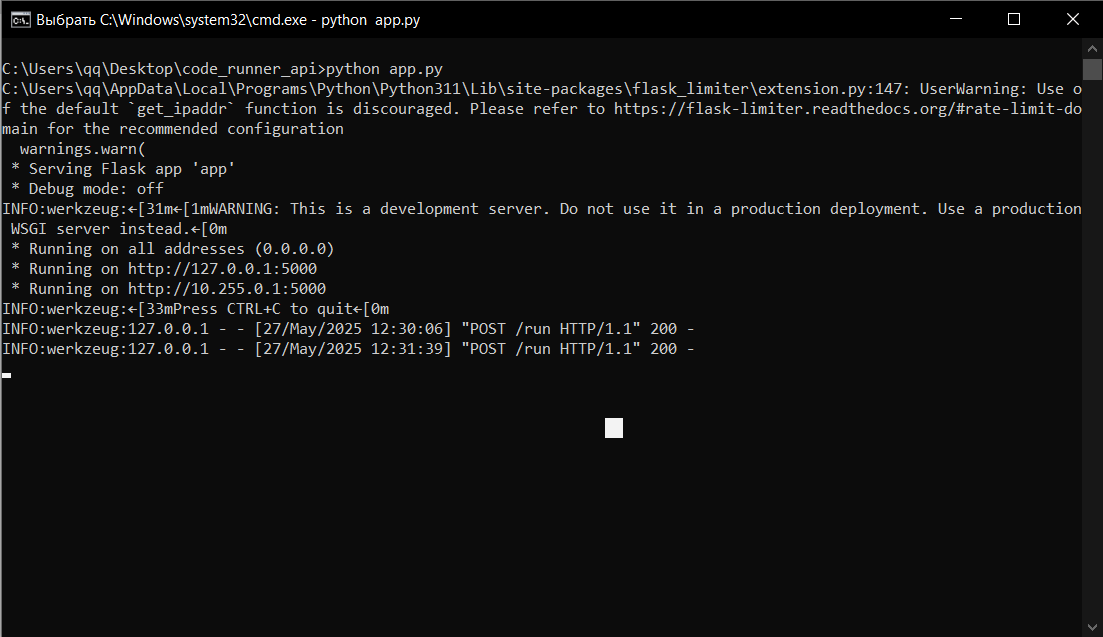 Выбрать C:\Windows\system32\cmd.exe - python  app.py
C:\Users\qq\Desktop\code_runner_api>python app.py
C:\Users\qq\AppData\Local\Programs\Python\Python311\Lib\site-packages\flask_limiter\extension.py:147: UserWarning: Use o
f the default `get_ipaddr` function is discouraged. Please refer to https://flask-limiter.readthedocs.org/#rate-limit-do
main for the recommended configuration
  warnings.warn(
 * Serving Flask app 'app'
 * Debug mode: off
INFO:werkzeug:←[31m←[1mWARNING: This is a development server. Do not use it in a production deployment. Use a production
 WSGI server instead.←[0m
 * Running on all addresses (0.0.0.0)
 * Running on http://127.0.0.1:5000
 * Running on http://10.255.0.1:5000
INFO:werkzeug:←[33mPress CTRL+C to quit←[0m
INFO:werkzeug:127.0.0.1 - - [27/May/2025 12:30:06] "POST /run HTTP/1.1" 200 -
INFO:werkzeug:127.0.0.1 - - [27/May/2025 12:31:39] "POST /run HTTP/1.1" 200 -